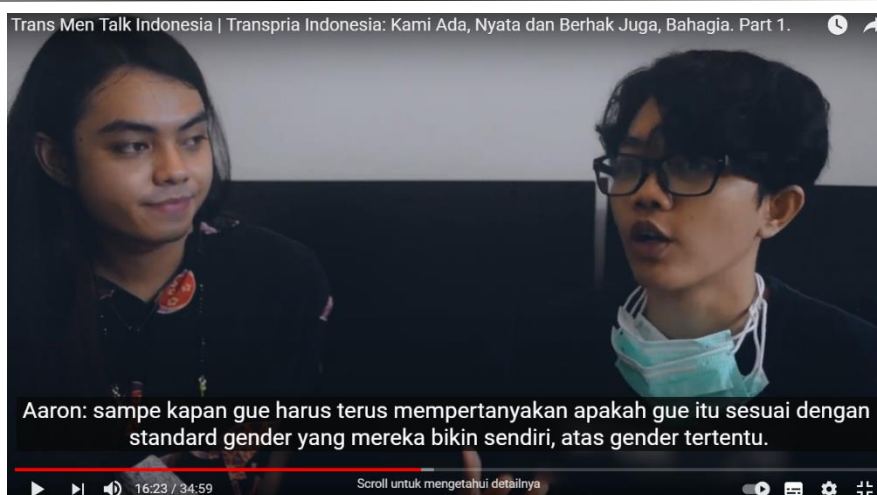 Trans Men Talk Indonesia | Transpria Indonesia: Kami Ada, Nyata dan Berhak Juga, Bahagia. Part 1.
Aaron: sampe kapan gue harus terus mempertanyakan apakah gue itu sesuai dengan
standard gender yang mereka bikin sendiri, atas gender tertentu.
16:23 / 34:59
Scroll untuk mengetahui detailnya